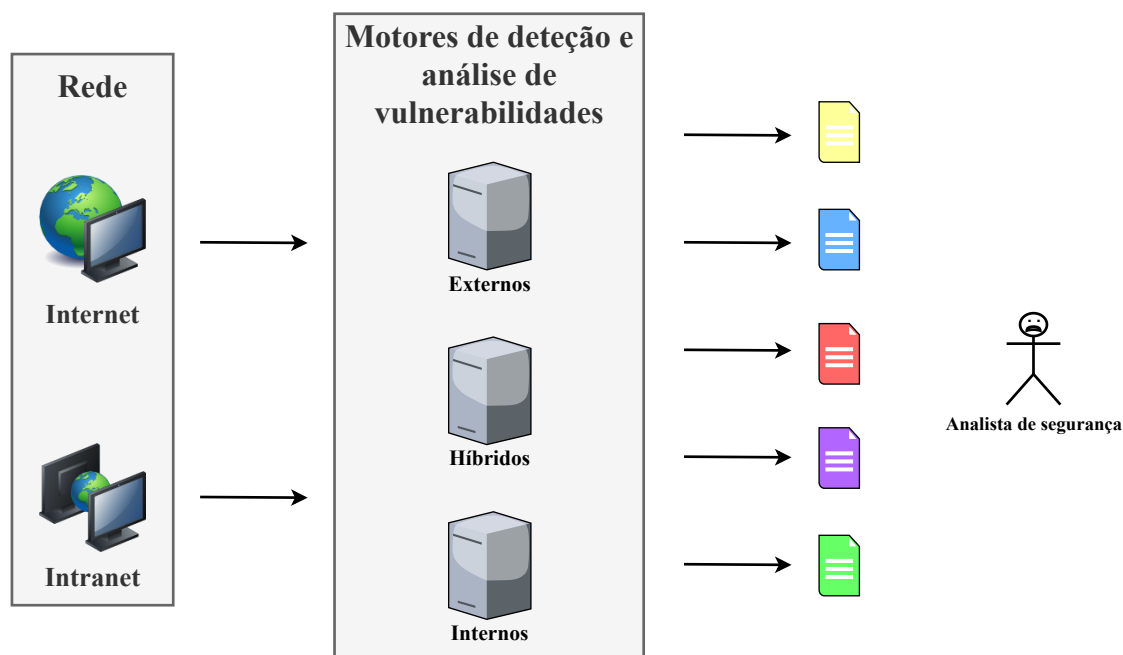 Rede
Internet
Intranet
Motores de deteção e
análise de
vulnerabilidades
Externos
Híbridos
Internos
Analista de segurança